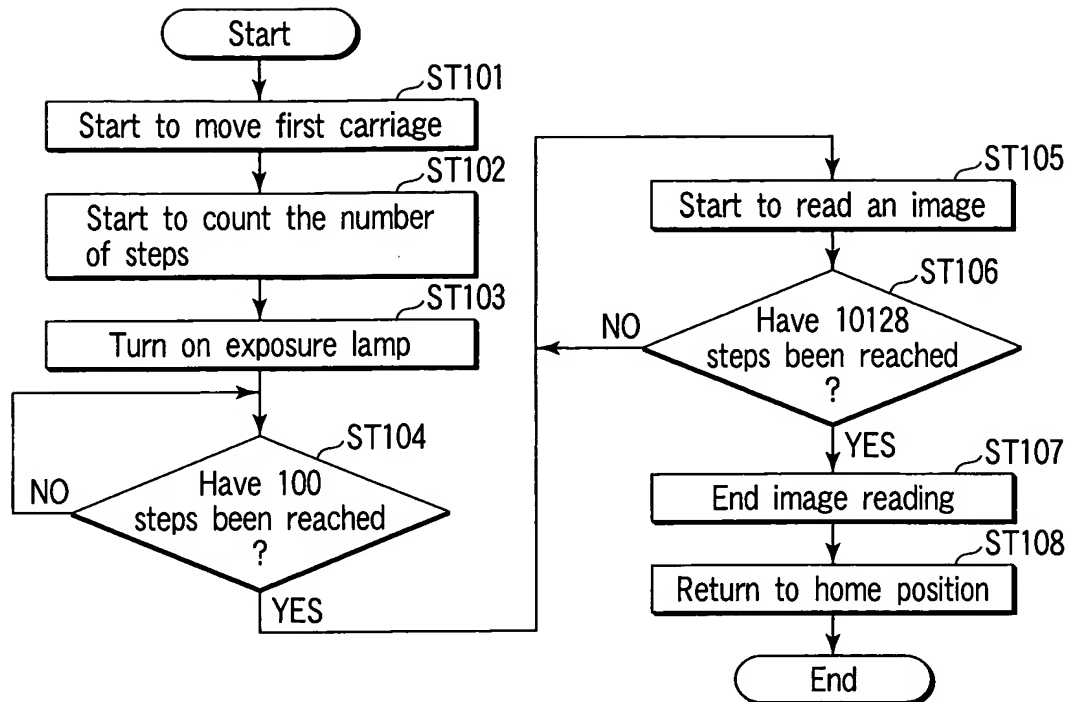 Start
ST101
Start to move first carriage
ST102
Start to count the number
of steps
ST103
Turn on exposure lamp
ST104
Have 100
steps been reached
?
NO
YES
ST105
Start to read an image
ST106
Have 10128
steps been reached
?
NO
YES
ST107
End image reading
ST108
Return to home position
End